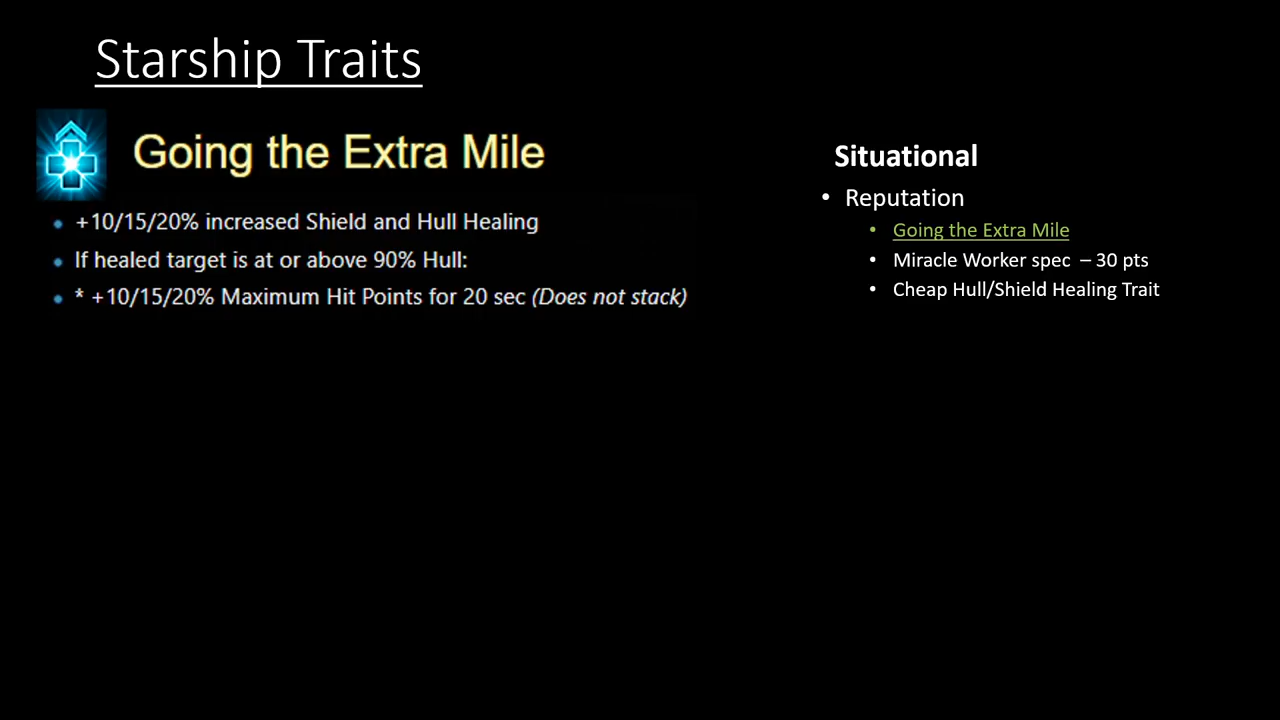 Starship Traits
Going the Extra Mile
• +10/15/20% increased Shield and Hull Healing
• If healed target is at or above 90% Hull:
• * +10/15/20% Maximum Hit Points for 20 sec (Does not stack)
Situational
• Reputation
• Going the Extra Mile
• Miracle Worker spec – 30 pts
• Cheap Hull/Shield Healing Trait